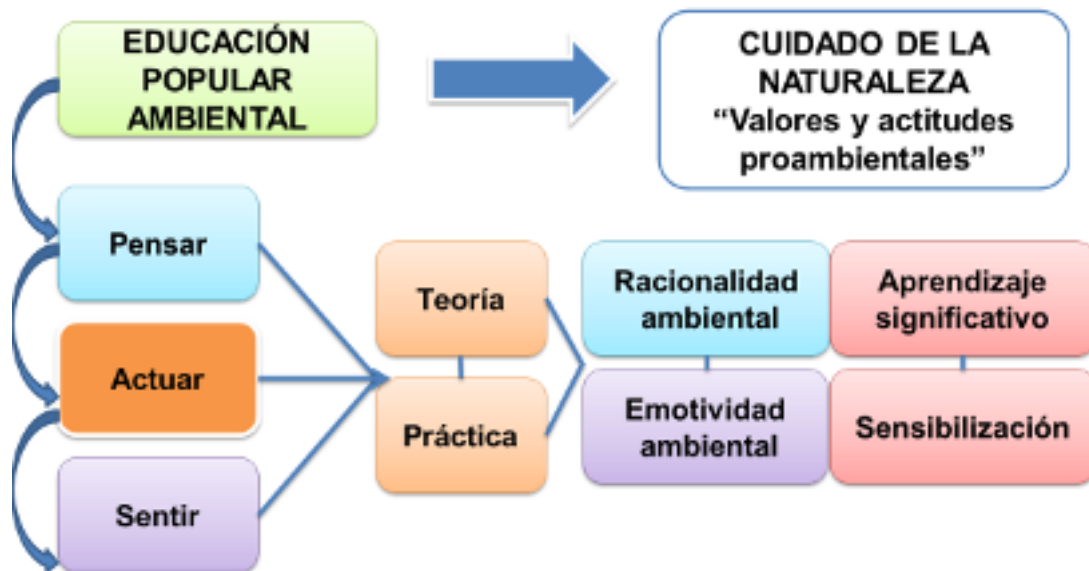 EDUCACIÓN
POPULAR
AMBIENTAL
CUIDADO DE LA
NATURALEZA
“Valores y actitudes
proambientales”
Pensar
Actuar
Sentir
Teoría
Práctica
Racionalidad
ambiental
Emotividad
ambiental
Aprendizaje
significativo
Sensibilización